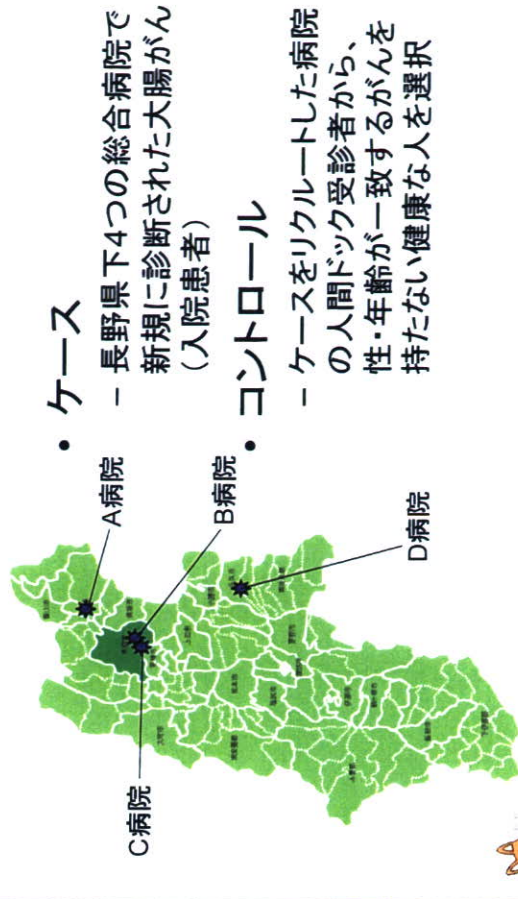 • ケース
– 長野県下4つの総合病院で
新規に診断された大腸がん
(入院患者)
• コントロール
– ケースをリクルートした病院
の人間ドック受診者から、
性・年齢が一致するがんを
持たない健康な人を選択
A病院
B病院
C病院
D病院